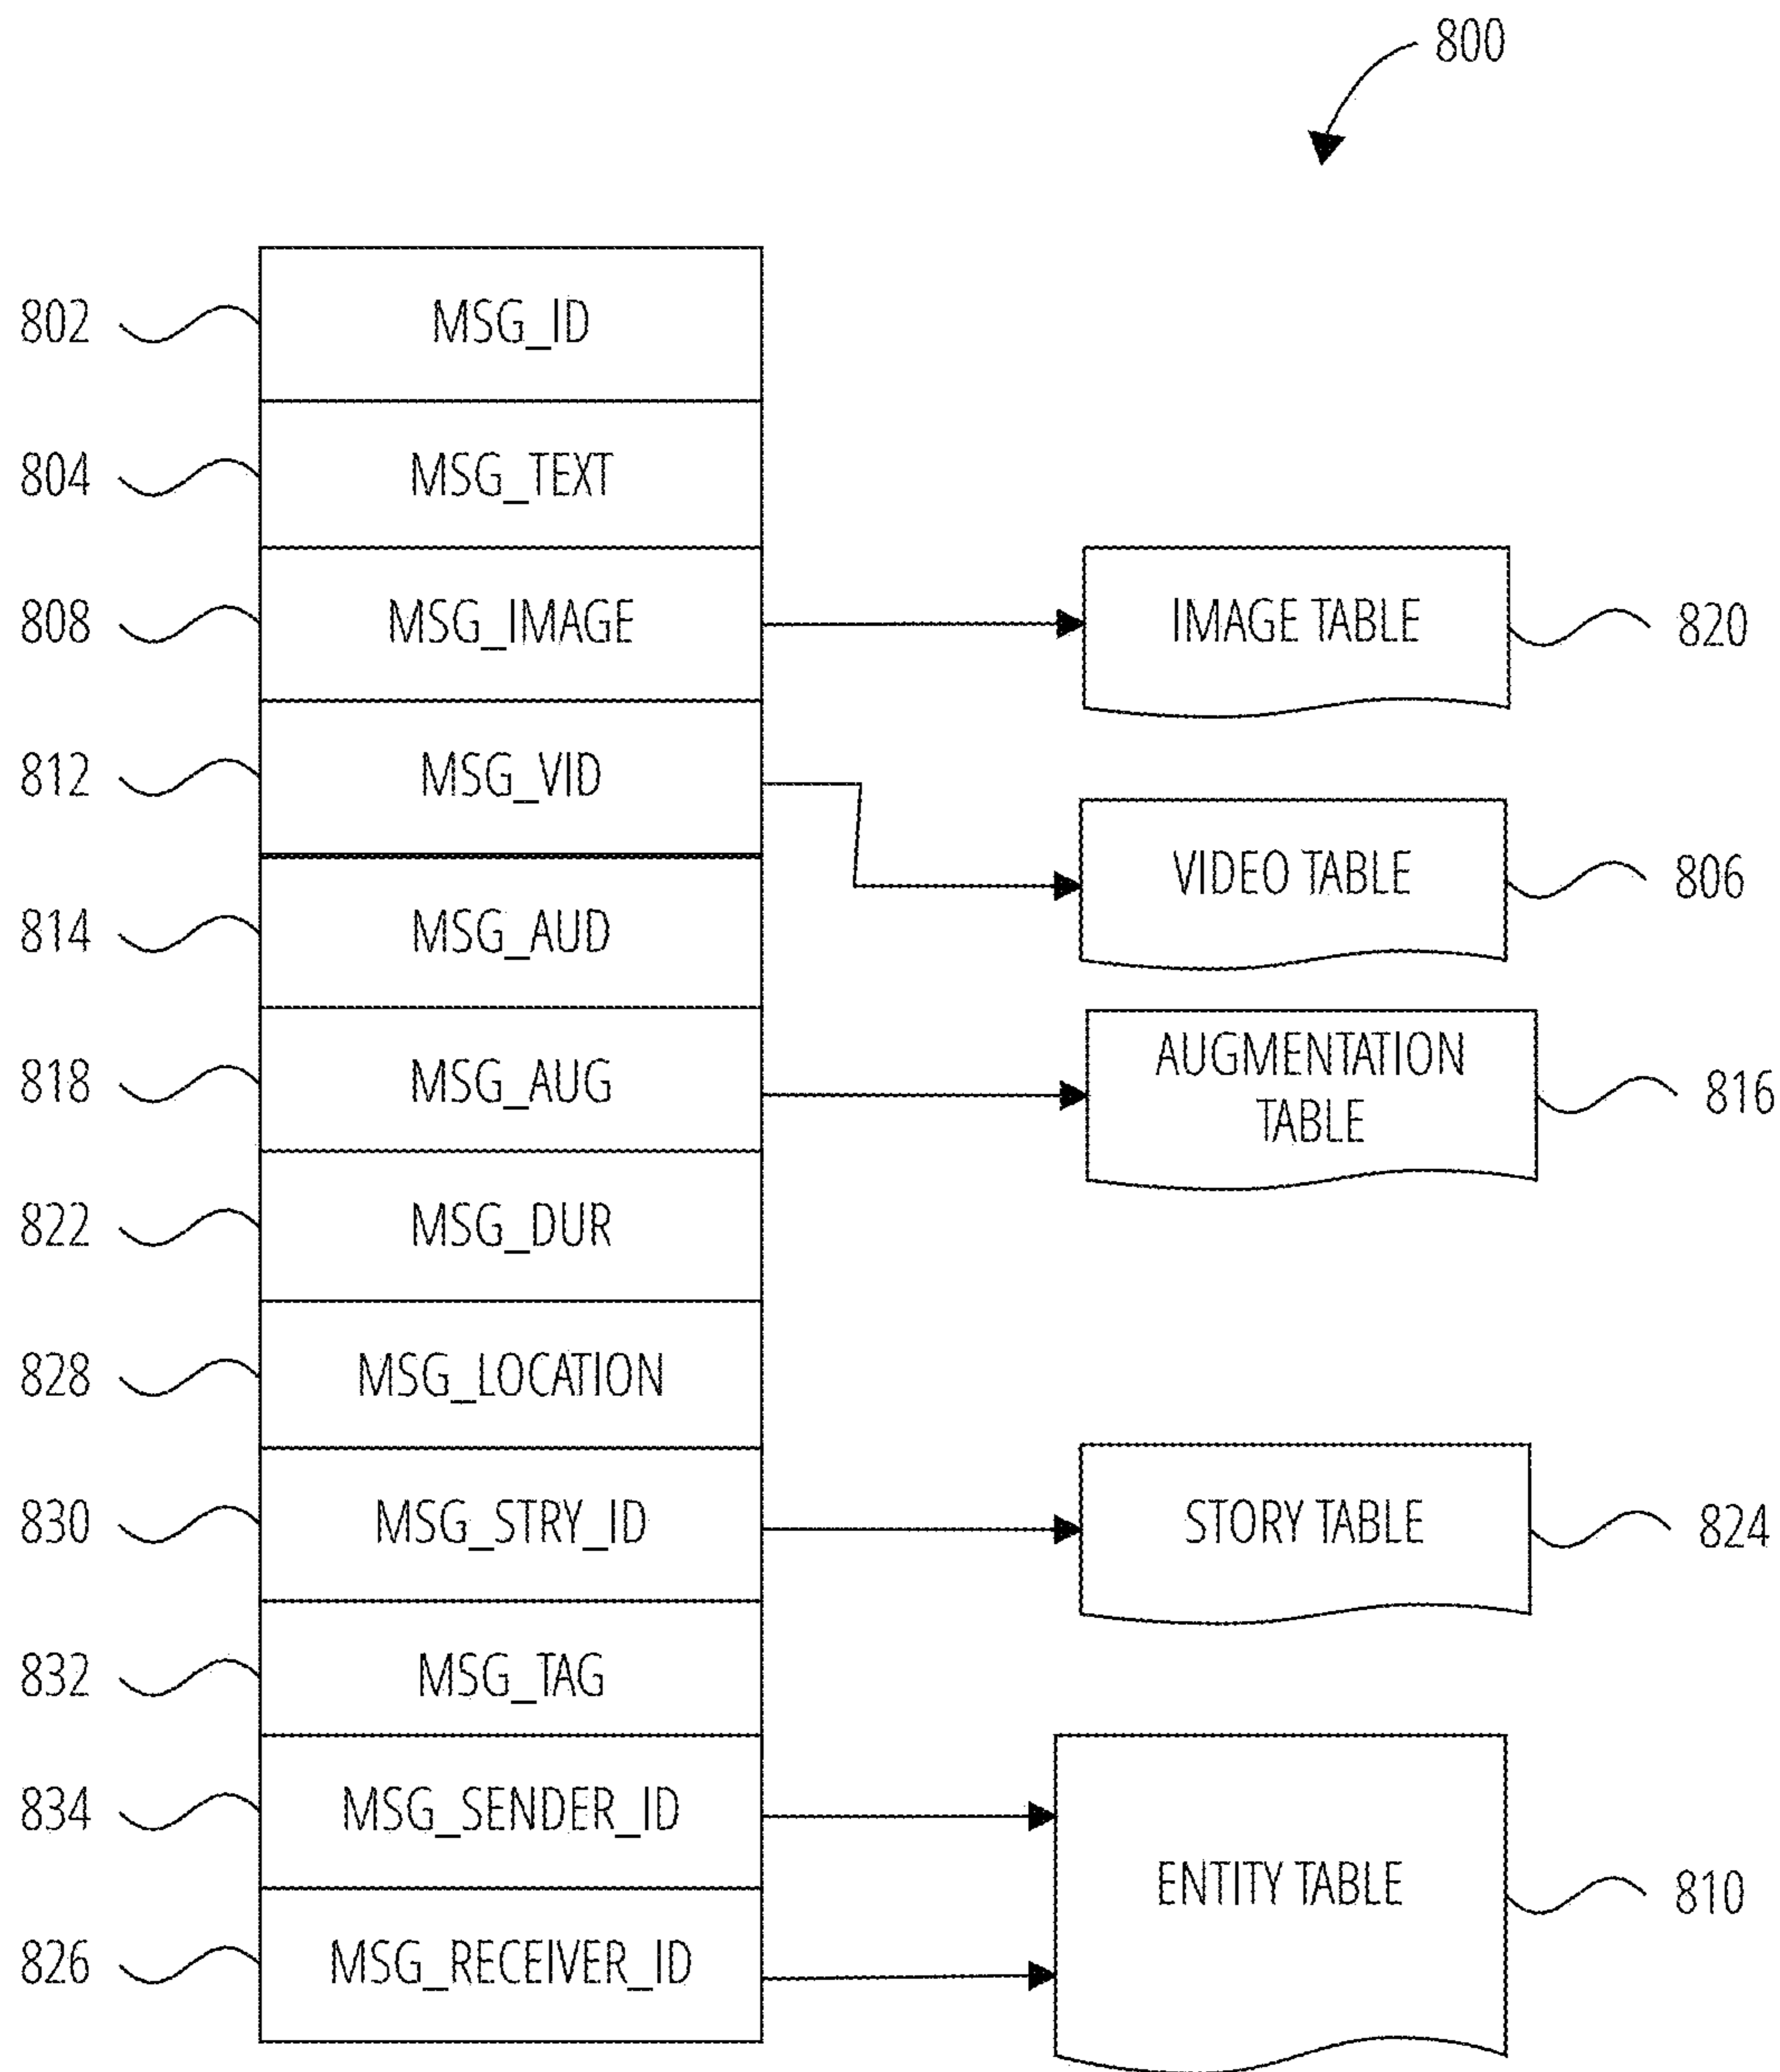 800
802 MSG_ID
804 MSG_TEXT
808 MSG_IMAGE IMAGE TABLE 820
812 MSG_VID
VIDEO TABLE 806
814 MSG_AUD
818 MSG_AUG AUGMENTATION
TABLE 816
822 MSG_DUR
828 MSG_LOCATION
830 MSG_STRY_ID STORY TABLE 824
832 MSG_TAG
834 MSG_SENDER_ID
ENTITY TABLE 810
826 MSG_RECEIVER_ID